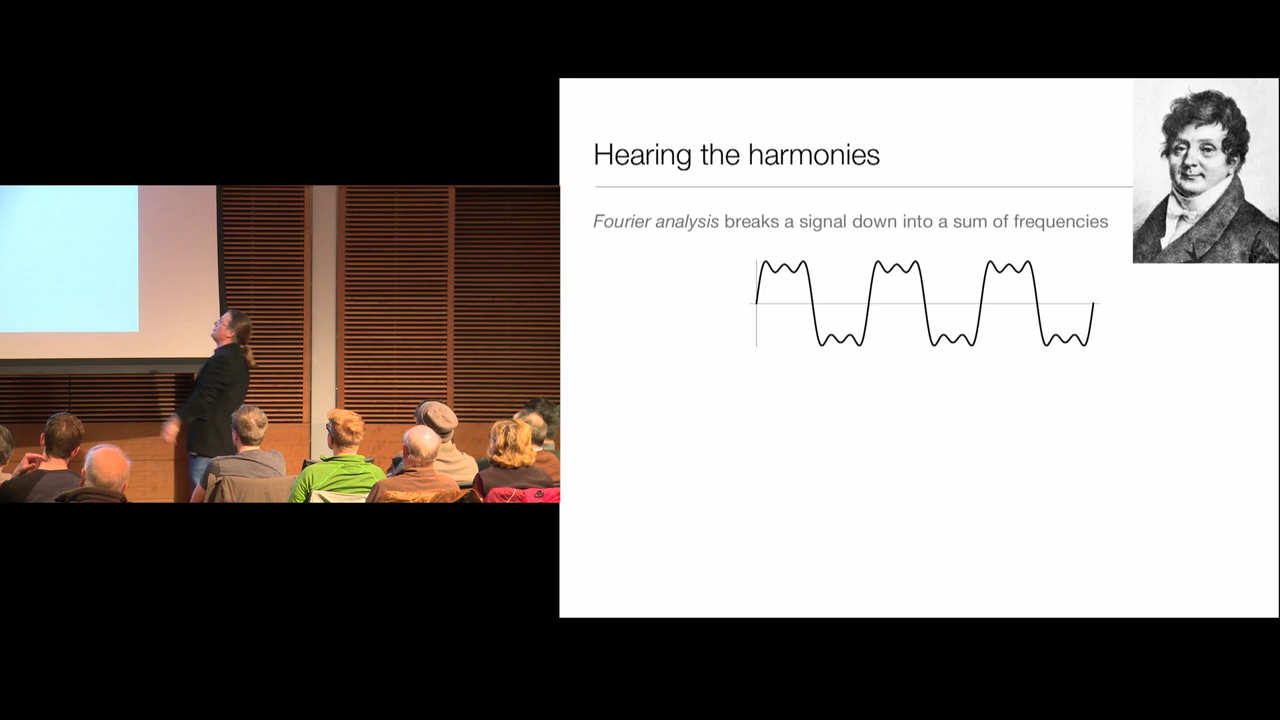 Hearing the harmonies
Fourier analysis breaks a signal down into a sum of frequencies